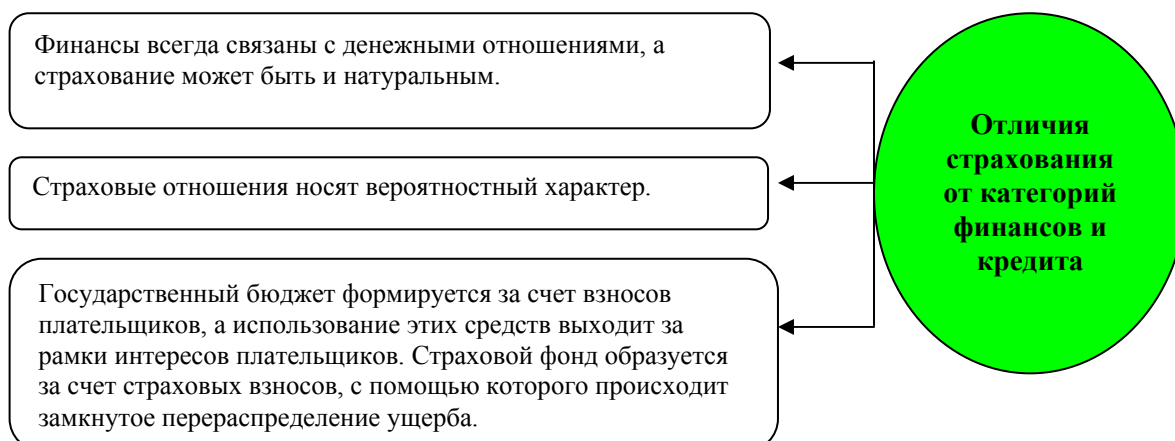 Финансы всегда связаны с денежными отношениями, а
страхование может быть и натуральным.
Страховые отношения носят вероятностный характер.
Государственный бюджет формируется за счет взносов
плательщиков, а использование этих средств выходит за
рамки интересов плательщиков. Страховой фонд образуется
за счет страховых взносов, с помощью которого происходит
замкнутое перераспределение ущерба.
Отличия
страхования
от категорий
финансов и
кредита